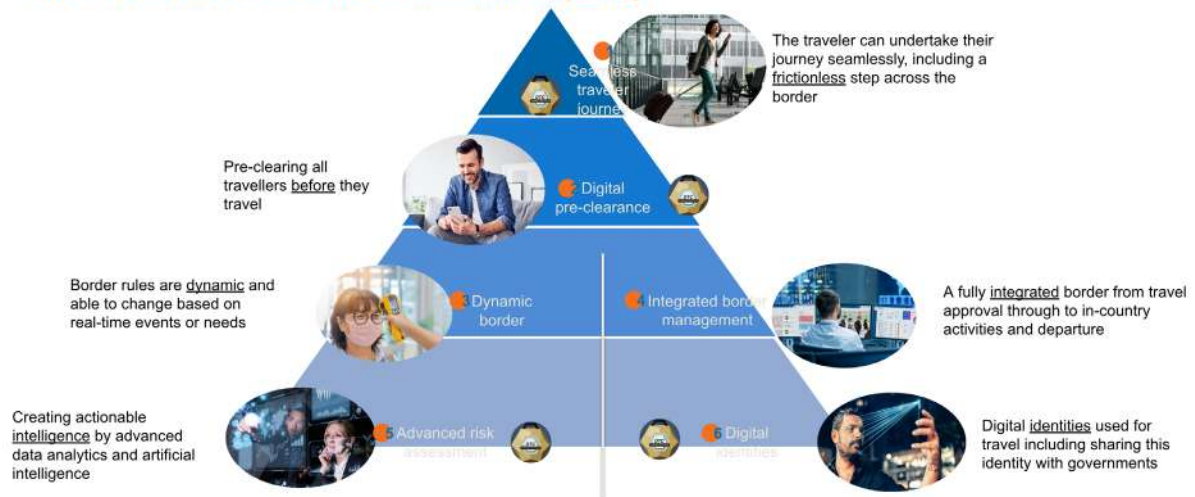 The traveler can undertake their
journey seamlessly, including a
frictionless step across the
border
1
Seamless
traveler
journey
Pre-clearing all
travellers before they
travel
2 Digital
pre-clearance
Border rules are dynamic and
able to change based on
real-time events or needs
3 Dynamic
border
4 Integrated border
management
A fully integrated border from travel
approval through to in-country
activities and departure
Creating actionable
intelligence by advanced
data analytics and artificial
intelligence
5 Advanced risk
assessment
6 Digital
identities
Digital identities used for
travel including sharing this
identity with governments